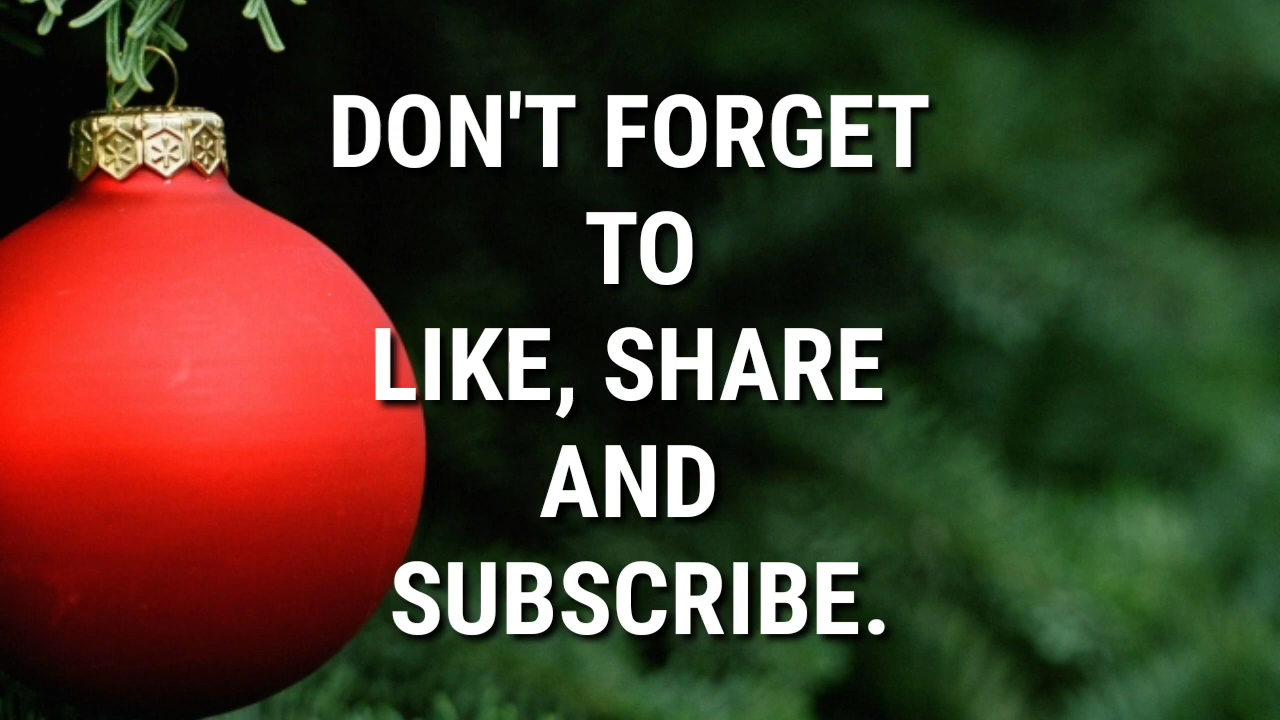 DON'T FORGET
TO
LIKE, SHARE
AND
SUBSCRIBE.